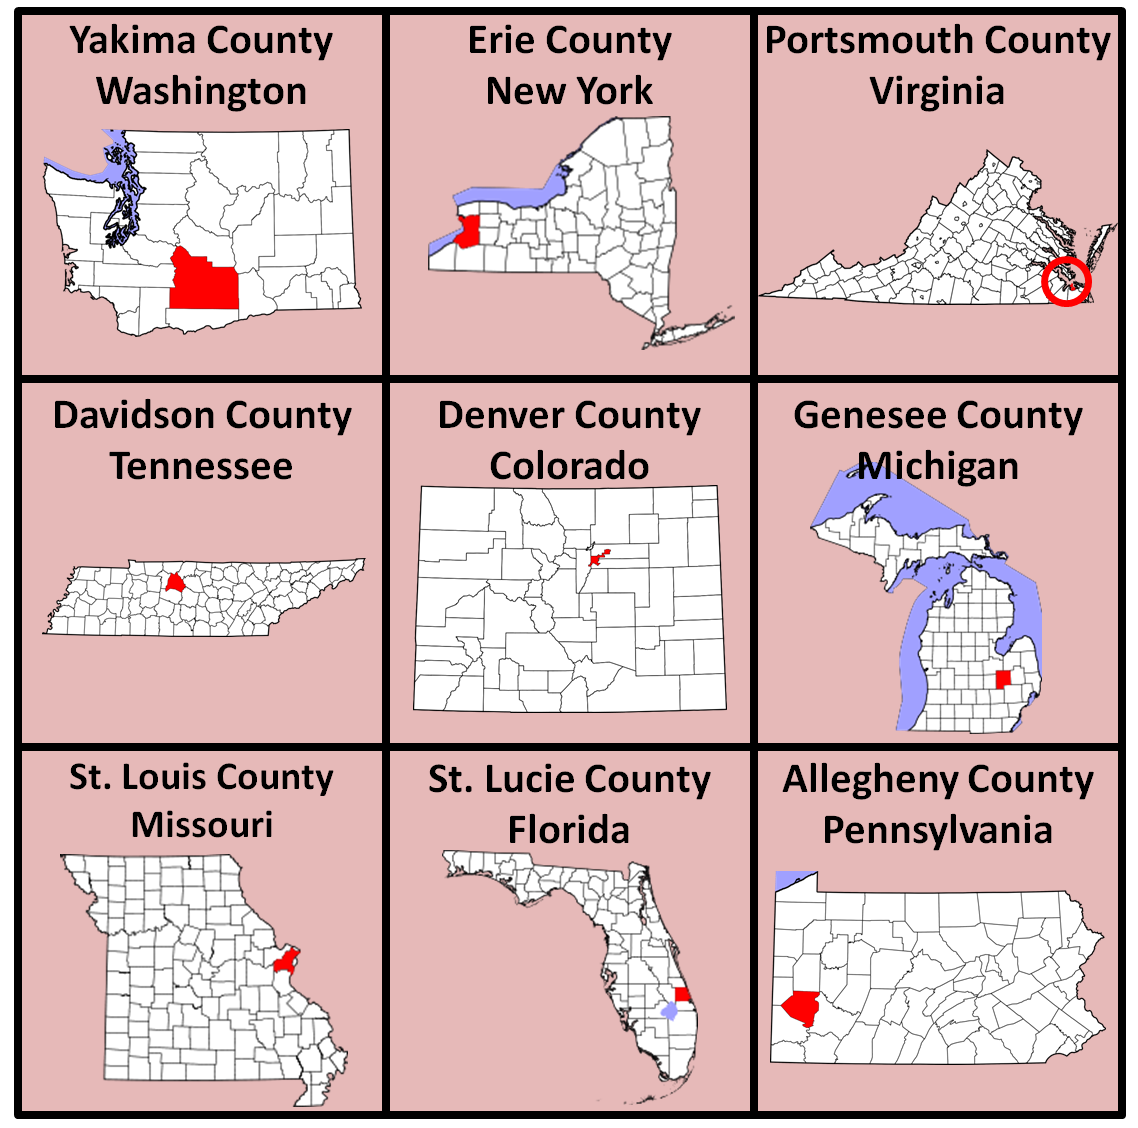 Yakima County
Washington
Erie County
New York
Portsmouth County
Virginia
Davidson County
Tennessee
Denver County
Colorado
Genesee County
Michigan
St. Louis County
Missouri
St. Lucie County
Florida
Allegheny County
Pennsylvania